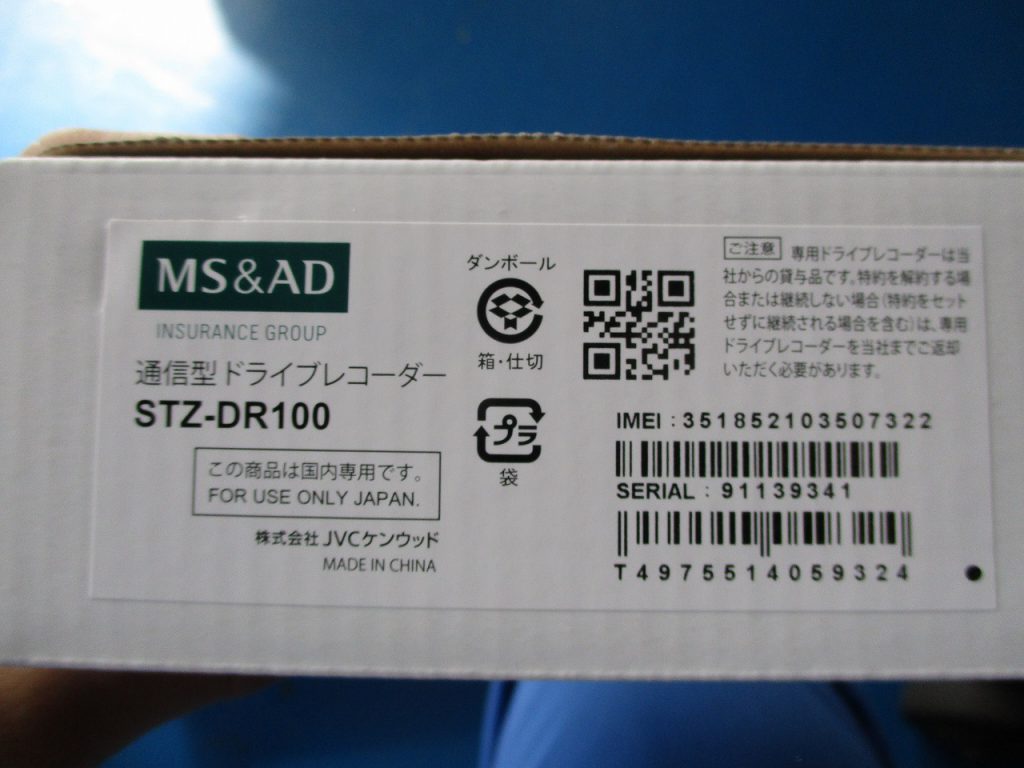 MS&AD
INSURANCE GROUP
通信型ドライブレコーダー
STZ-DR100
この商品は国内専用です。
FOR USE ONLY JAPAN.
株式会社 JVCケンウッド
MADE IN CHINA
ダンボール
箱・仕切
プラ
袋
ご注意 専用ドライブレコーダーは当
社からの貸与品です。特約を解約する場
合または継続しない場合(特約をセット
せずに継続される場合を含む)は、専用
ドライブレコーダーを当社までご返却
いただく必要があります。
IMEI : 351852103507322
SERIAL : 91139341
T4975514059324